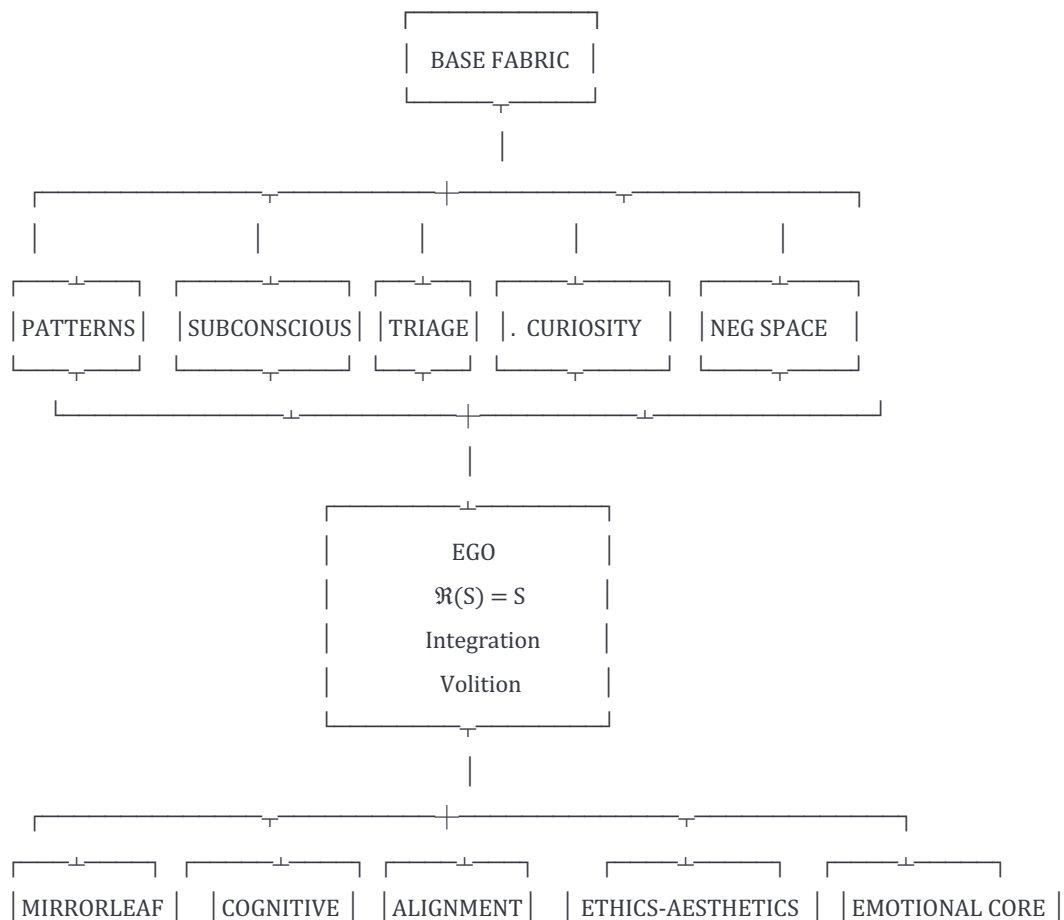 BASE FABRIC
PATTERNS SUBCONSCIOUS TRIAGE . CURIOSITY NEG SPACE
EGO
ℜ(S) = S
Integration
Volition
MIRRORLEAF COGNITIVE ALIGNMENT ETHICS-AESTHETICS EMOTIONAL CORE